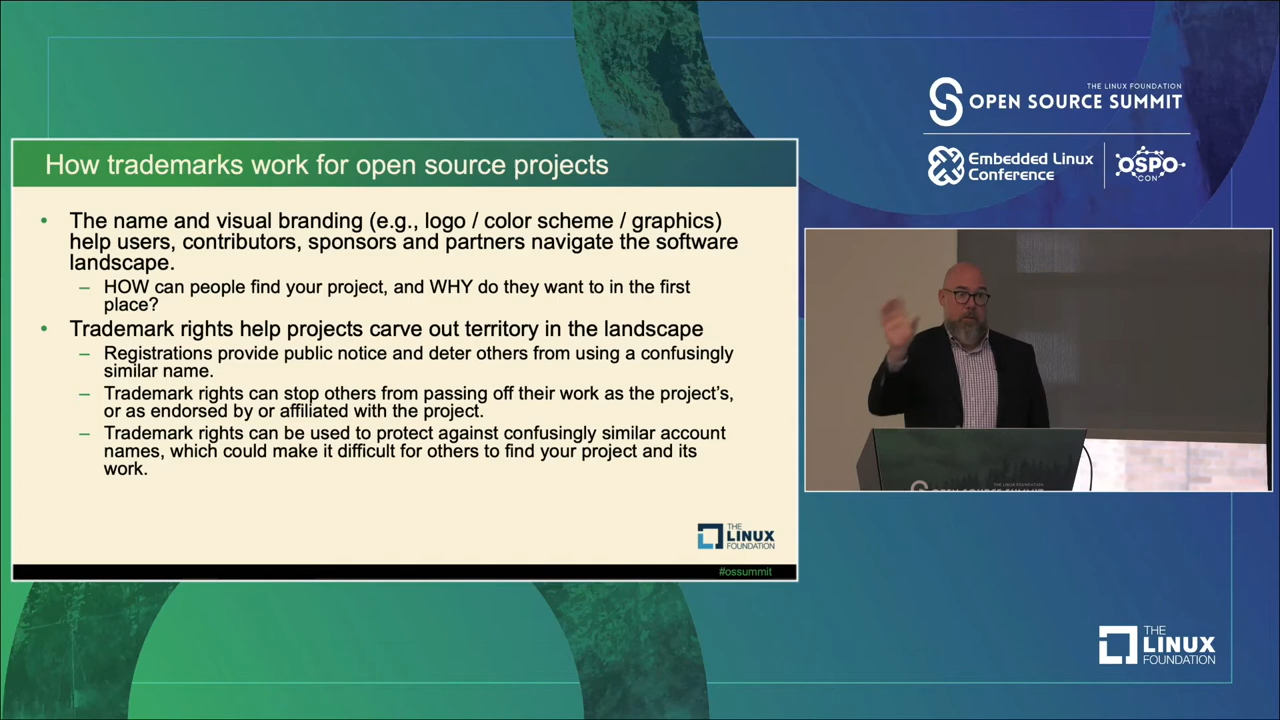 THE LINUX FOUNDATION
OPEN SOURCE SUMMIT
Embedded Linux
Conference
OSPO
CON
How trademarks work for open source projects
• The name and visual branding (e.g., logo / color scheme / graphics)
help users, contributors, sponsors and partners navigate the software
landscape.
– HOW can people find your project, and WHY do they want to in the first
place?
• Trademark rights help projects carve out territory in the landscape
– Registrations provide public notice and deter others from using a confusingly
similar name.
– Trademark rights can stop others from passing off their work as the project’s,
or as endorsed by or affiliated with the project.
– Trademark rights can be used to protect against confusingly similar account
names, which could make it difficult for others to find your project and its
work.
THE
LINUX
FOUNDATION
#ossummit
THE LINUX FOUNDATION
OPEN SOURCE SUMMIT
THE
LINUX
FOUNDATION